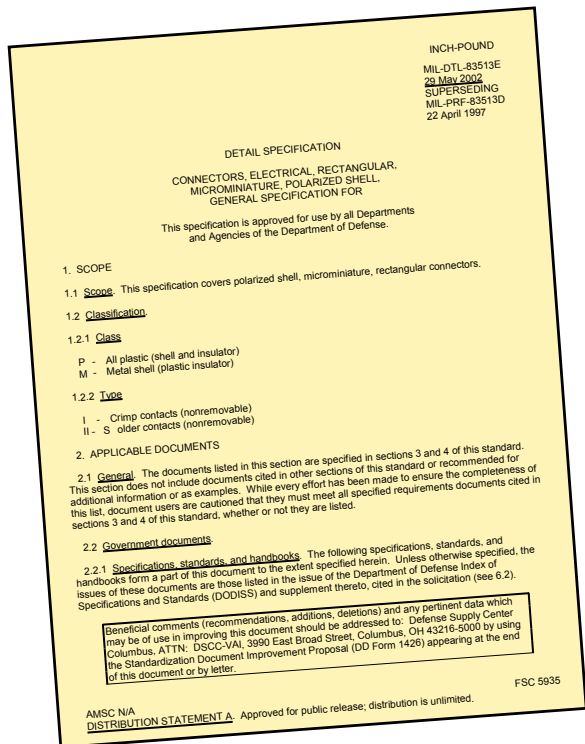 INCH-POUND
MIL-DTL-83513E
29 May 2002
SUPERSEDING
MIL-PRF-83513D
22 April 1997
DETAIL SPECIFICATION
CONNECTORS, ELECTRICAL, RECTANGULAR,
MICROMINIATURE, POLARIZED SHELL,
GENERAL SPECIFICATION FOR
This specification is approved for use by all Departments
and Agencies of the Department of Defense.
1. SCOPE
1.1 Scope. This specification covers polarized shell, microminiature, rectangular connectors.
1.2 Classification.
1.2.1 Class
P - All plastic (shell and insulator)
M - Metal shell (plastic insulator)
1.2.2 Type
I - Crimp contacts (nonremovable)
II - S older contacts (nonremovable)
2. APPLICABLE DOCUMENTS
2.1 General. The documents listed in this section are specified in sections 3 and 4 of this standard.
This section does not include documents cited in other sections of this standard or recommended for
additional information or as examples. While every effort has been made to ensure the completeness of
this list, document users are cautioned that they must meet all specified requirements documents cited in
sections 3 and 4 of this standard, whether or not they are listed.
2.2 Government documents.
2.2.1 Specifications, standards, and handbooks. The following specifications, standards, and
handbooks form a part of this document to the extent specified herein. Unless otherwise specified, the
issues of these documents are those listed in the issue of the Department of Defense Index of
Specifications and Standards (DODISS) and supplement thereto, cited in the solicitation (see 6.2).
Beneficial comments (recommendations, additions, deletions) and any pertinent data which
may be of use in improving this document should be addressed to: Defense Supply Center
Columbus, ATTN: DSCC-VAI, 3990 East Broad Street, Columbus, OH 43216-5000 by using
the Standardization Document Improvement Proposal (DD Form 1426) appearing at the end
of this document or by letter.
AMSC N/A
FSC 5935
DISTRIBUTION STATEMENT A. Approved for public release; distribution is unlimited.